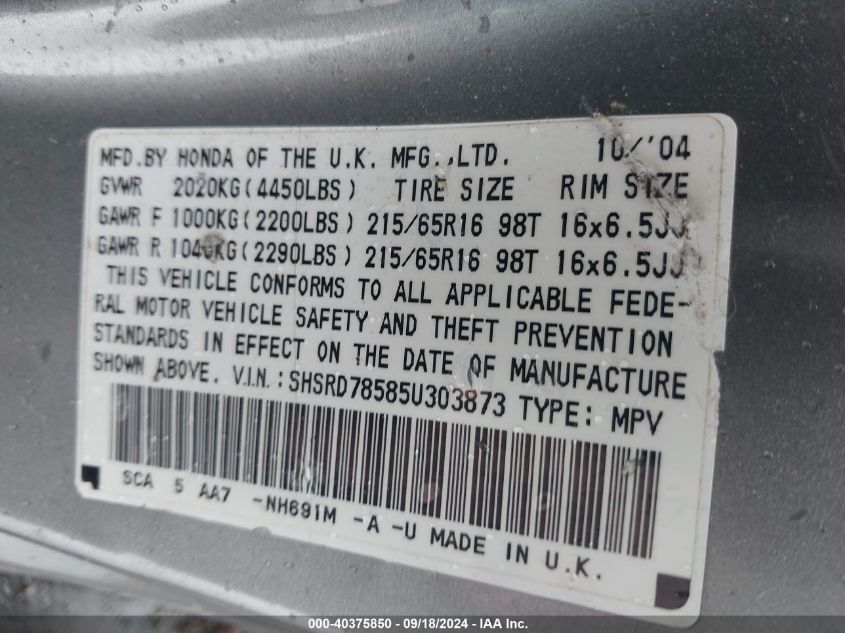 MFD.BY HONDA OF THE U.K. MFG.,LTD. 10/'04
GVWR 2020KG(4450LBS) TIRE SIZE RIM SIZE
GAWR F 1000KG(2200LBS) 215/65R16 98T 16x6.5JJ
GAWR R 1040KG(2290LBS) 215/65R16 98T 16x6.5JJ
THIS VEHICLE CONFORMS TO ALL APPLICABLE FEDE-
RAL MOTOR VEHICLE SAFETY AND THEFT PREVENTION
STANDARDS IN EFFECT ON THE DATE OF MANUFACTURE
SHOWN ABOVE. V.I.N.: SHSRD78585U303873 TYPE: MPV
SCA 5 AA7 -NH691M -A -U MADE IN U.K.
000-40375850 - 09/18/2024 - IAA Inc.